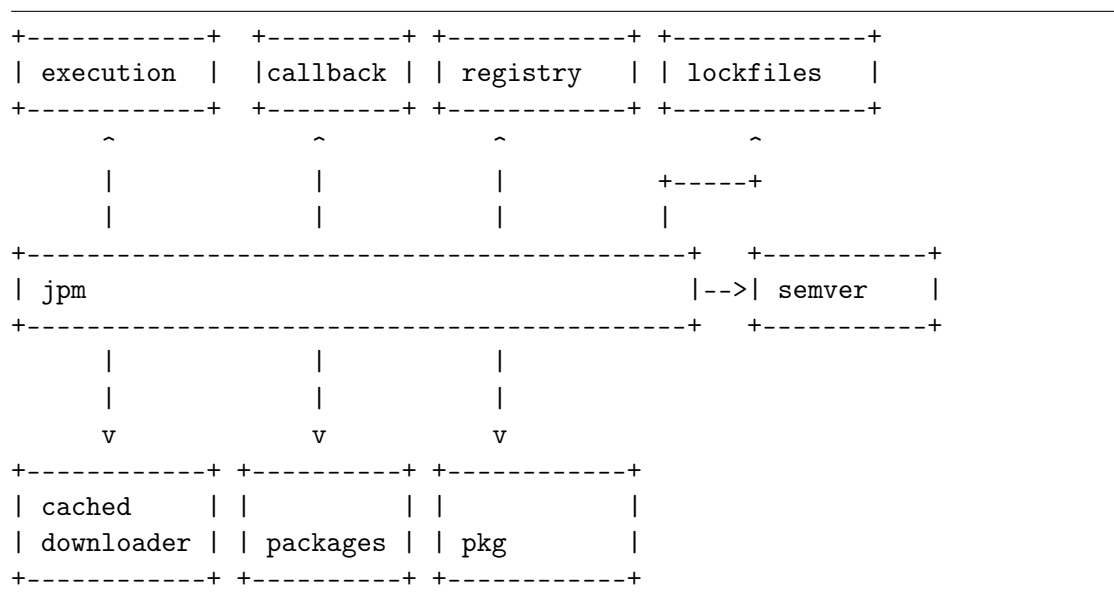 +------------+  +---------+ +------------+ +-------------+
| execution  |  |callback | | registry   | | lockfiles   |
+------------+  +---------+ +------------+ +-------------+
      ^             ^           ^                ^
      |             |           |          +-----+
      |             |           |          |
+--------------------------------------------+   +-----------+
| jpm                                        |-->| semver    |
+--------------------------------------------+   +-----------+
      |             |           |
      |             |           |
      v             v           v
+------------+ +----------+ +------------+
| cached     | |          | |            |
| downloader | | packages | | pkg        |
+------------+ +----------+ +------------+